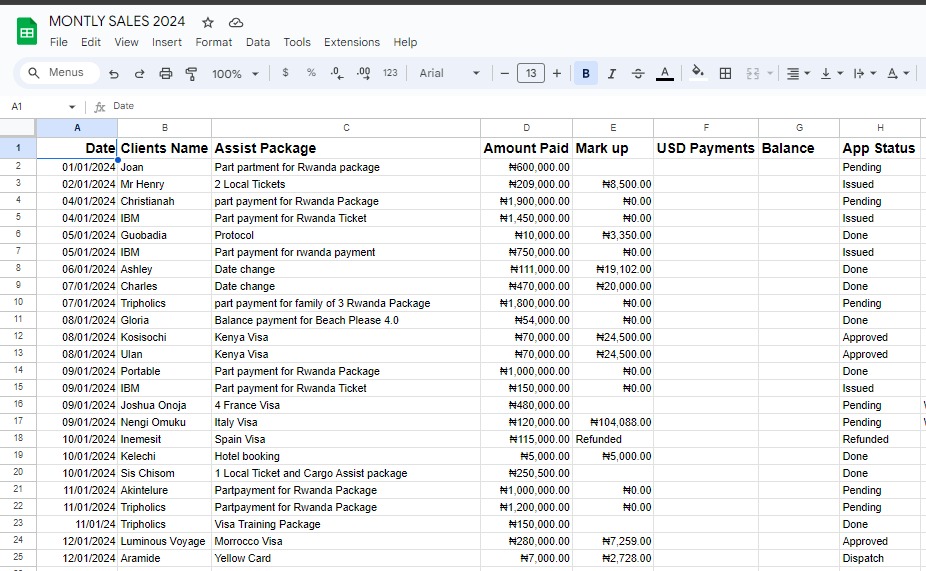 MONTLY SALES 2024
File Edit View Insert Format Data Tools Extensions Help
Menus 100% $ % .0 .00 123 Arial 13 B I S A A
A1 fx Date
A B C D E F G H
1 Date Clients Name Assist Package Amount Paid Mark up USD Payments Balance App Status
2 01/01/2024 Joan Part partment for Rwanda package ₦600,000.00 Pending
3 02/01/2024 Mr Henry 2 Local Tickets ₦209,000.00 ₦8,500.00 Issued
4 04/01/2024 Christianah part payment for Rwanda Package ₦1,900,000.00 ₦0.00 Pending
5 04/01/2024 IBM Part payment for Rwanda Ticket ₦1,450,000.00 ₦0.00 Issued
6 05/01/2024 Guobadia Protocol ₦10,000.00 ₦3,350.00 Done
7 05/01/2024 IBM Part payment for rwanda payment ₦750,000.00 ₦0.00 Issued
8 06/01/2024 Ashley Date change ₦111,000.00 ₦19,102.00 Done
9 07/01/2024 Charles Date change ₦470,000.00 ₦20,000.00 Done
10 07/01/2024 Tripholics part payment for family of 3 Rwanda Package ₦1,800,000.00 ₦0.00 Pending
11 08/01/2024 Gloria Balance payment for Beach Please 4.0 ₦54,000.00 ₦0.00 Done
12 08/01/2024 Kosisochi Kenya Visa ₦70,000.00 ₦24,500.00 Approved
13 08/01/2024 Ulan Kenya Visa ₦70,000.00 ₦24,500.00 Approved
14 09/01/2024 Portable Part payment for Rwanda Package ₦1,000,000.00 ₦0.00 Done
15 09/01/2024 IBM Part payment for Rwanda Ticket ₦150,000.00 ₦0.00 Issued
16 09/01/2024 Joshua Onoja 4 France Visa ₦480,000.00 Pending
17 09/01/2024 Nengi Omuku Italy Visa ₦120,000.00 ₦104,088.00 Pending
18 10/01/2024 Inemesit Spain Visa ₦115,000.00 Refunded Refunded
19 10/01/2024 Kelechi Hotel booking ₦5,000.00 ₦5,000.00 Done
20 10/01/2024 Sis Chisom 1 Local Ticket and Cargo Assist package ₦250,500.00 Done
21 11/01/2024 Akintelure Partpayment for Rwanda Package ₦1,000,000.00 ₦0.00 Pending
22 11/01/2024 Tripholics Partpayment for Rwanda Package ₦1,200,000.00 ₦0.00 Pending
23 11/01/24 Tripholics Visa Training Package ₦150,000.00 Done
24 12/01/2024 Luminous Voyage Morrocco Visa ₦280,000.00 ₦7,259.00 Approved
25 12/01/2024 Aramide Yellow Card ₦7,000.00 ₦2,728.00 Dispatch